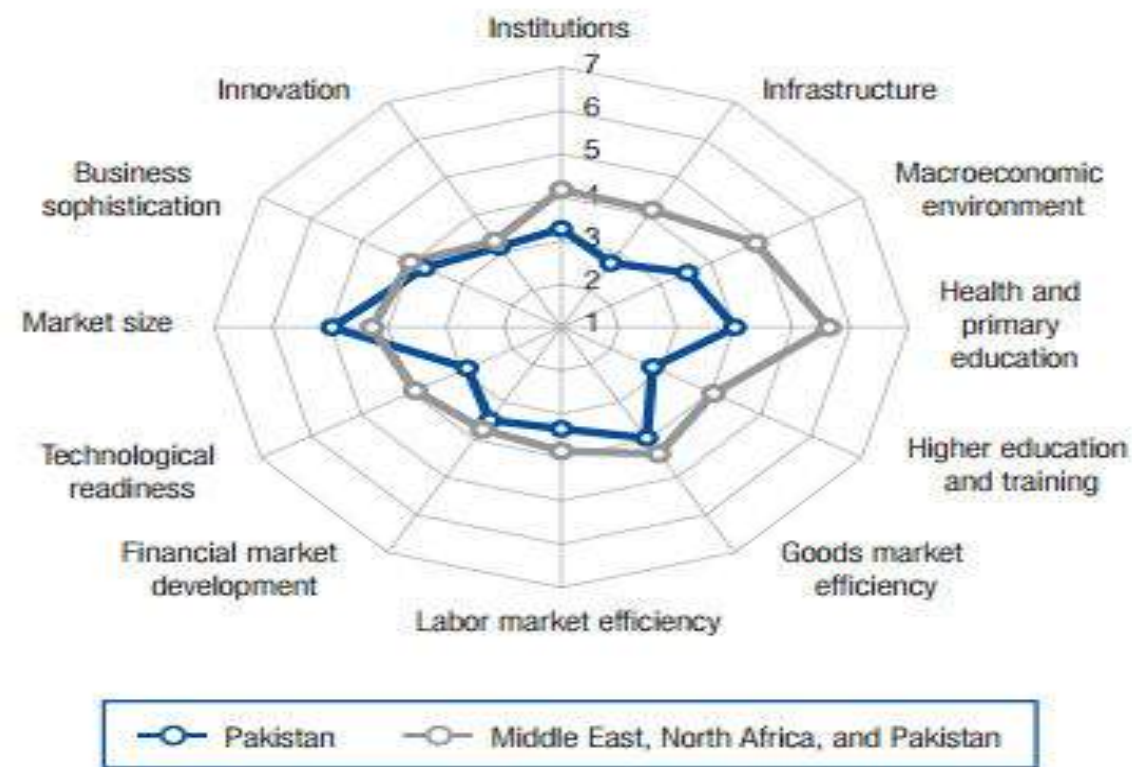 Institutions
7
6
5
4
3
2
1
Infrastructure
Macroeconomic
environment
Health and
primary
education
Higher education
and training
Goods market
efficiency
Labor market efficiency
Financial market
development
Technological
readiness
Market size
Business
sophistication
Innovation
Pakistan
Middle East, North Africa, and Pakistan